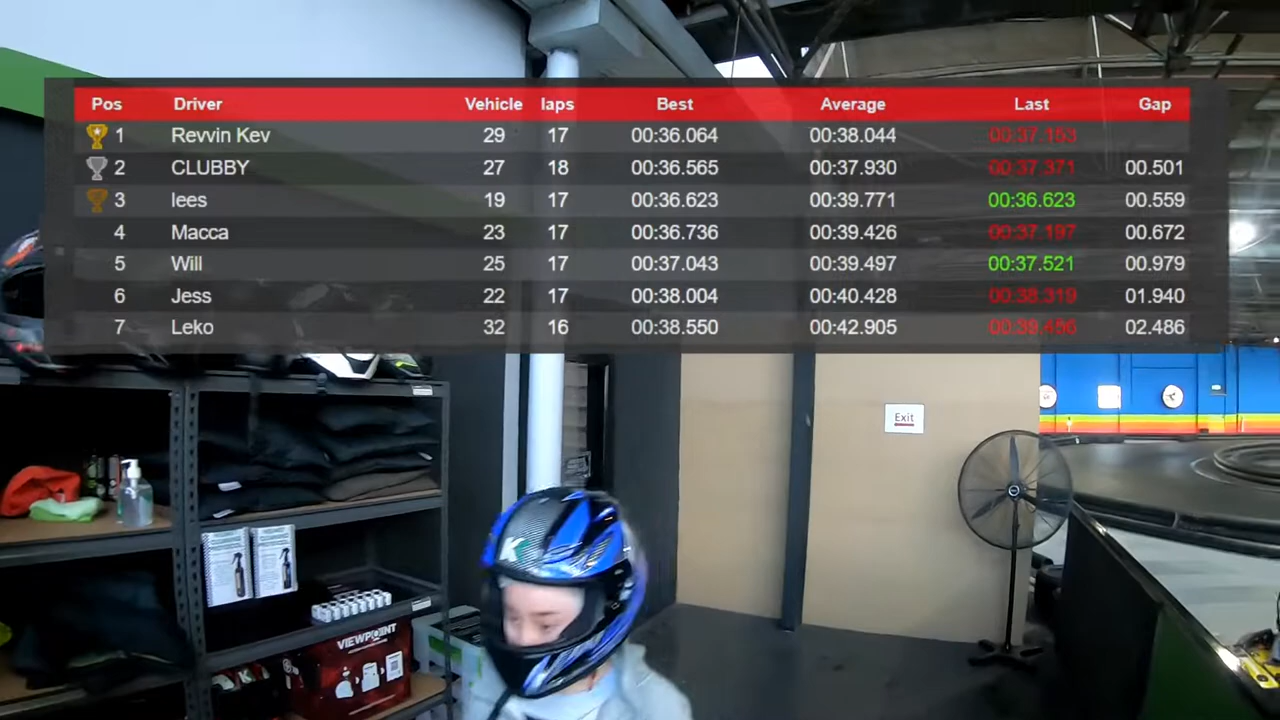 Pos Driver Vehicle laps Best Average Last Gap
1 Revvin Kev 29 17 00:36.064 00:38.044 00:37.153
2 CLUBBY 27 18 00:36.565 00:37.930 00:37.371 00.501
3 lees 19 17 00:36.623 00:39.771 00:36.623 00.559
4 Macca 23 17 00:36.736 00:39.426 00:37.197 00.672
5 Will 25 17 00:37.043 00:39.497 00:37.521 00.979
6 Jess 22 17 00:38.004 00:40.428 00:38.319 01.940
7 Leko 32 16 00:38.550 00:42.905 00:39.456 02.486
Exit
VIEWPOINT